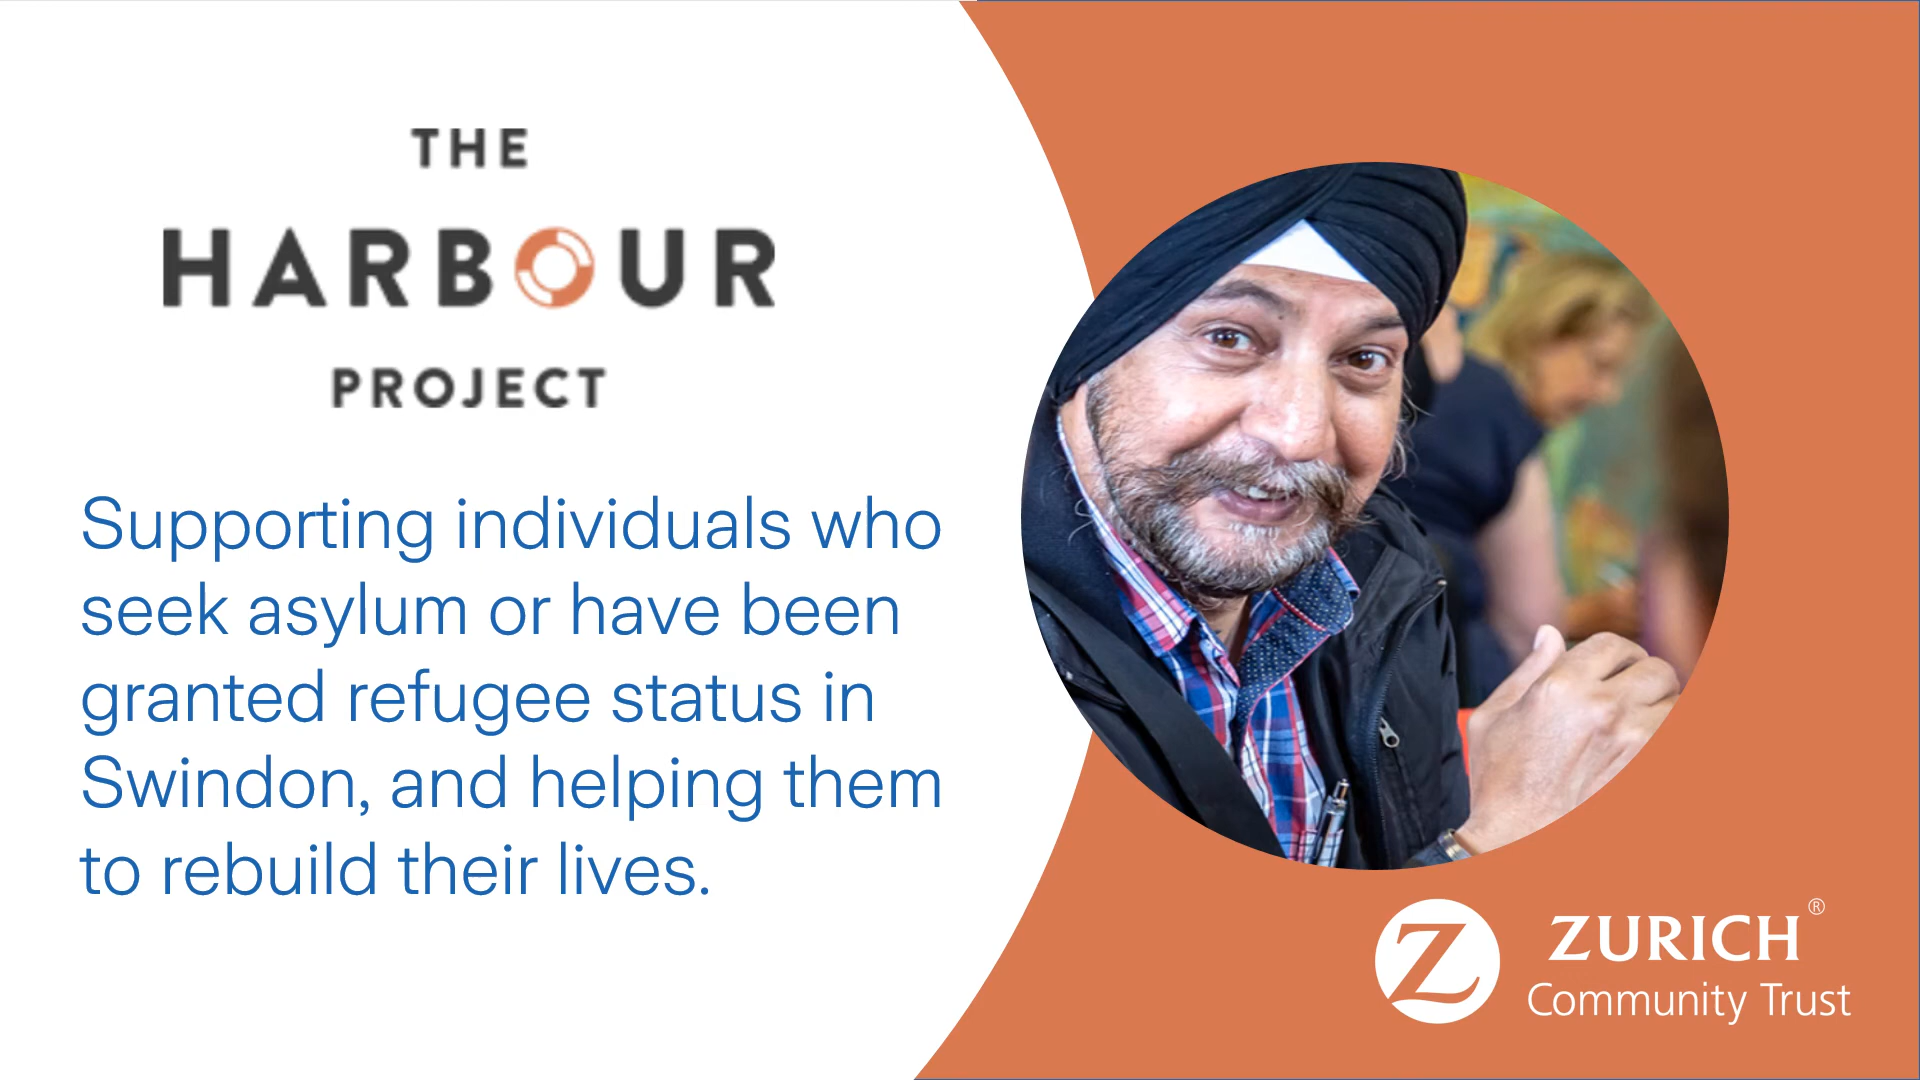 THE
HARBOUR
PROJECT
Supporting individuals who
seek asylum or have been
granted refugee status in
Swindon, and helping them
to rebuild their lives.
Z ZURICH®
Community Trust